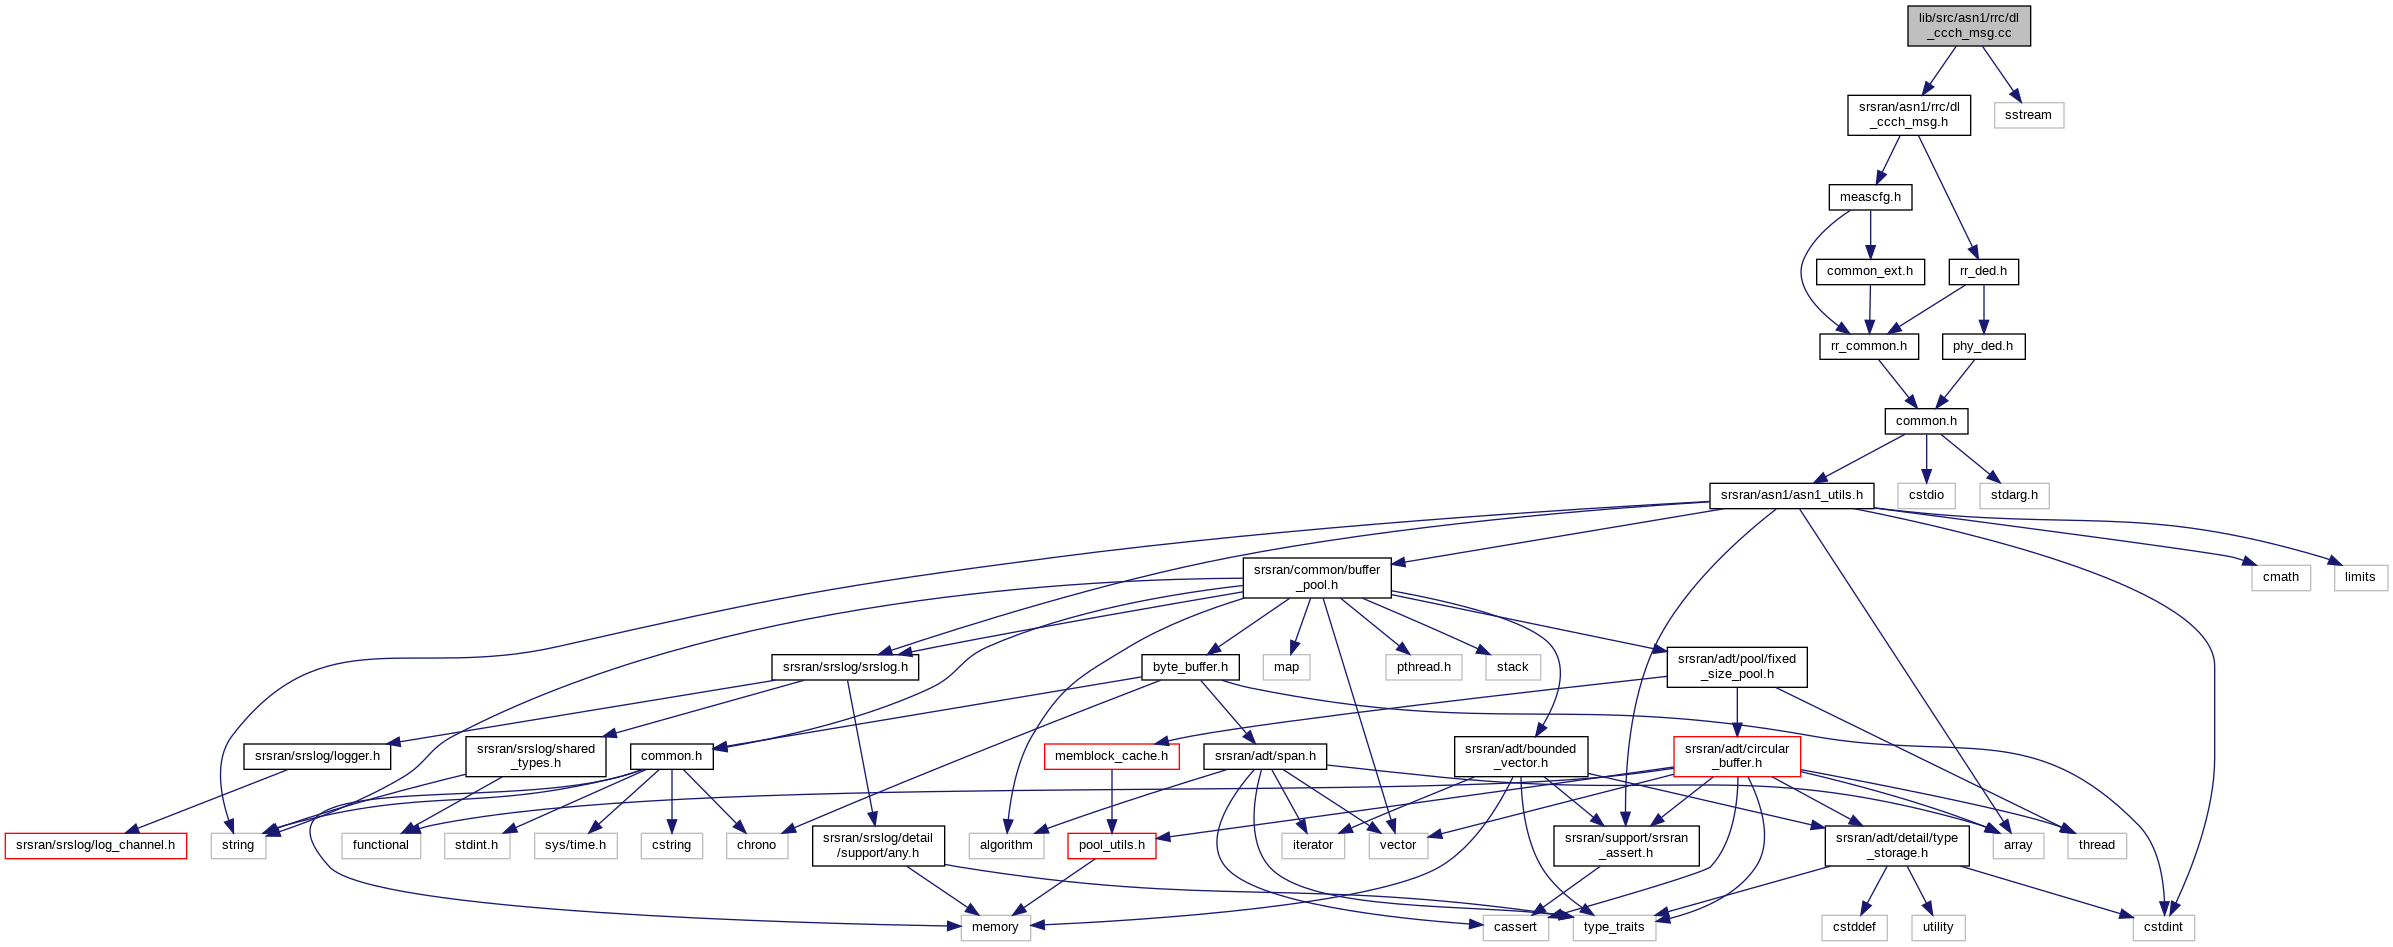 lib/src/asn1/rrc/dl
_ccch_msg.cc
srsran/asn1/rrc/dl
_ccch_msg.h
sstream
meascfg.h
common_ext.h
rr_ded.h
rr_common.h
phy_ded.h
common.h
srsran/asn1/asn1_utils.h
cstdio
stdarg.h
srsran/common/buffer
_pool.h
cmath
limits
srsran/srslog/srslog.h
byte_buffer.h
map
pthread.h
stack
srsran/adt/pool/fixed
_size_pool.h
srsran/srslog/logger.h
srsran/srslog/shared
_types.h
common.h
memblock_cache.h
srsran/adt/span.h
srsran/adt/bounded
_vector.h
srsran/adt/circular
_buffer.h
srsran/srslog/log_channel.h
string
functional
stdint.h
sys/time.h
cstring
chrono
srsran/srslog/detail
/support/any.h
algorithm
pool_utils.h
iterator
vector
srsran/support/srsran
_assert.h
srsran/adt/detail/type
_storage.h
array
thread
memory
cassert
type_traits
cstddef
utility
cstdint